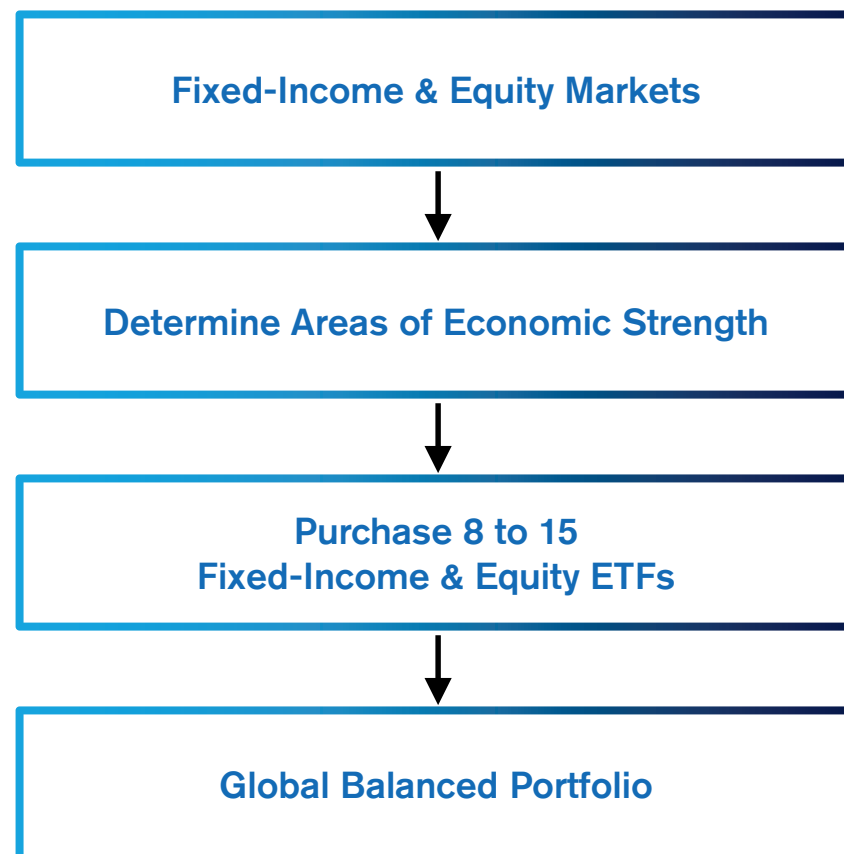 Fixed-Income & Equity Markets
Determine Areas of Economic Strength
Purchase 8 to 15
Fixed-Income & Equity ETFs
Global Balanced Portfolio